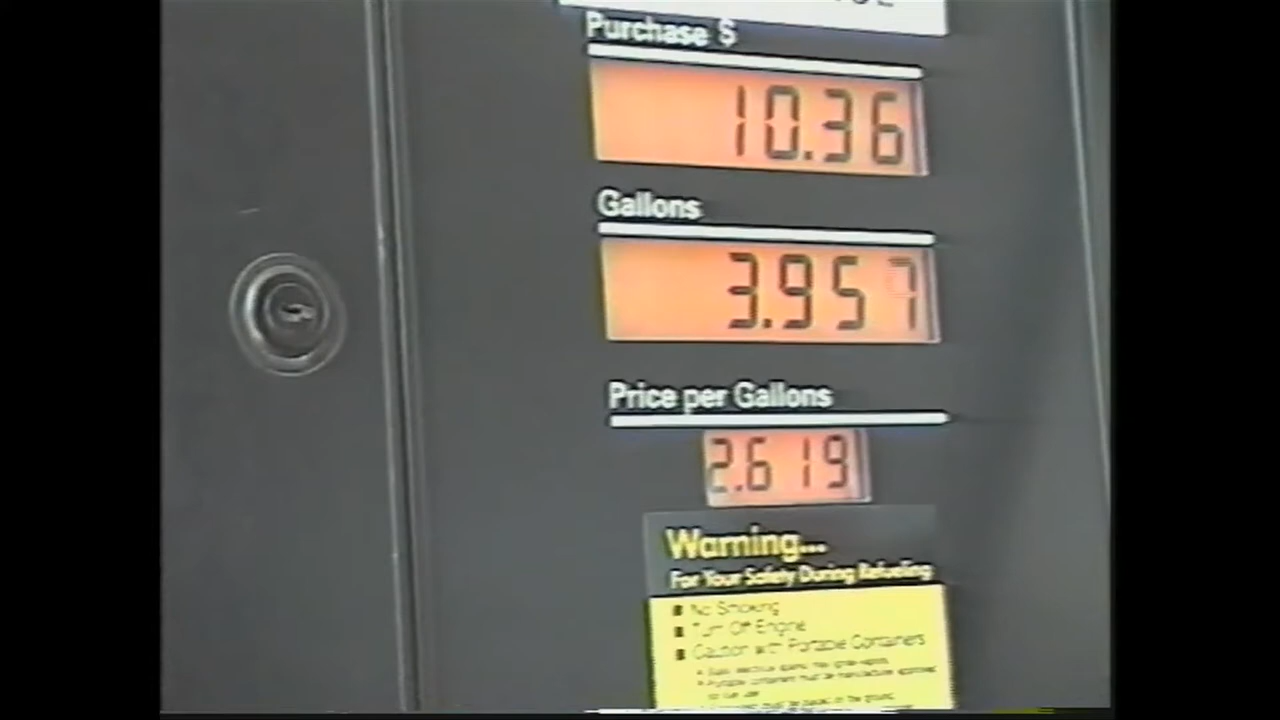 Purchase $
10.36
Gallons
3.957
Price per Gallons
2.619
Warning...
For Your Safety During Refueling
No Smoking
Turn Off Engine
Caution with Portable Containers